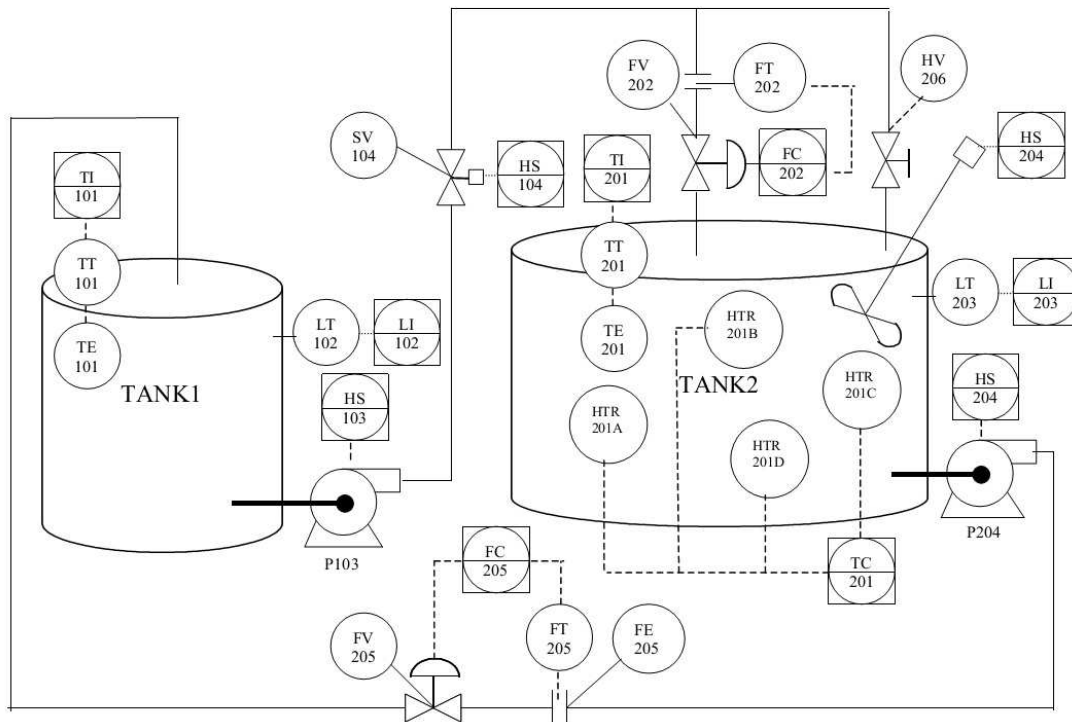 FV
202
FT
202
HV
206
SV
104
HS
104
TI
201
FC
202
HS
204
TI
101
TT
101
TE
101
TT
201
TE
201
LT
102
LI
102
HTR
201B
LT
203
LI
203
TANK1
HS
103
TANK2
HTR
201A
HTR
201C
HS
204
HTR
201D
P103
P204
FC
205
TC
201
FV
205
FT
205
FE
205